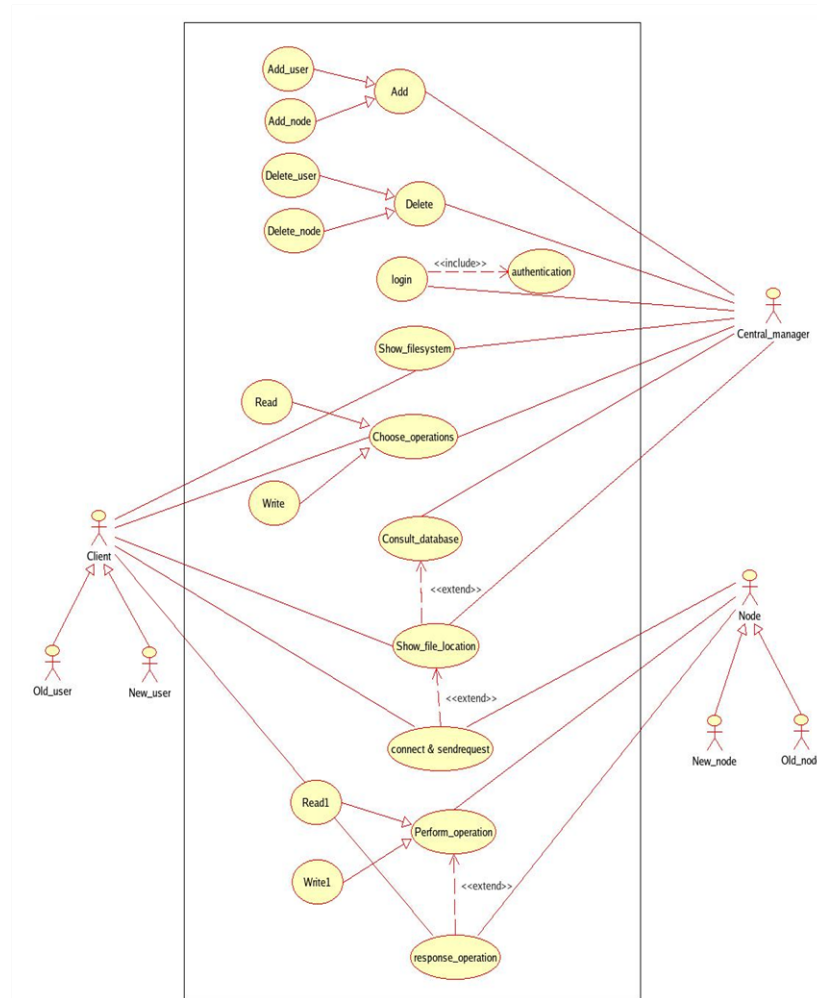 Add_user
Add
Add_node
Delete_user
Delete
Delete_node
<<include>>
login
authentication
Central_manager
Show_filesystem
Read
Choose_operations
Write
Consult_database
Client
<<extend>>
Node
Show_file_location
Old_user
New_user
<<extend>>
connect & sendrequest
New_node
Old_nod
Read1
Perform_operation
Write1
<<extend>>
response_operation